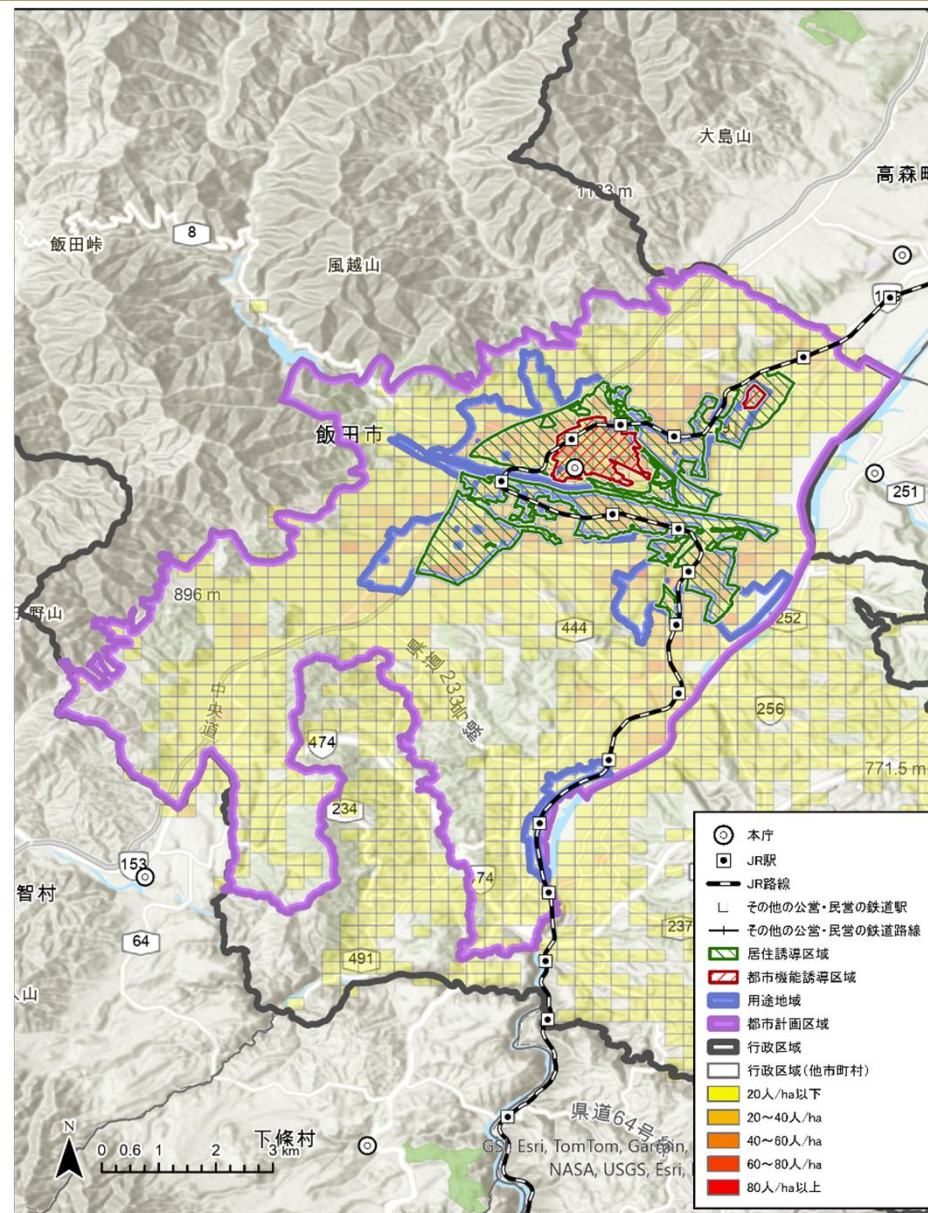 大島山
高森町
1183 m
8
飯田峠
風越山
飯田市
251
896 m
444
252
県道 233号線
中央道
256
474
771.5 m
234
153
智村
64
491
237
本庁
JR駅
JR路線
その他の公営・民営の鉄道駅
その他の公営・民営の鉄道路線
居住誘導区域
都市機能誘導区域
用途地域
都市計画区域
行政区域
行政区域(他市町村)
20人/ha以下
20～40人/ha
40～60人/ha
60～80人/ha
80人/ha以上
N
0 0.6 1 2 3 km
下條村
県道64号線
Esri, TomTom, Garmin,
NASA, USGS, Esri,